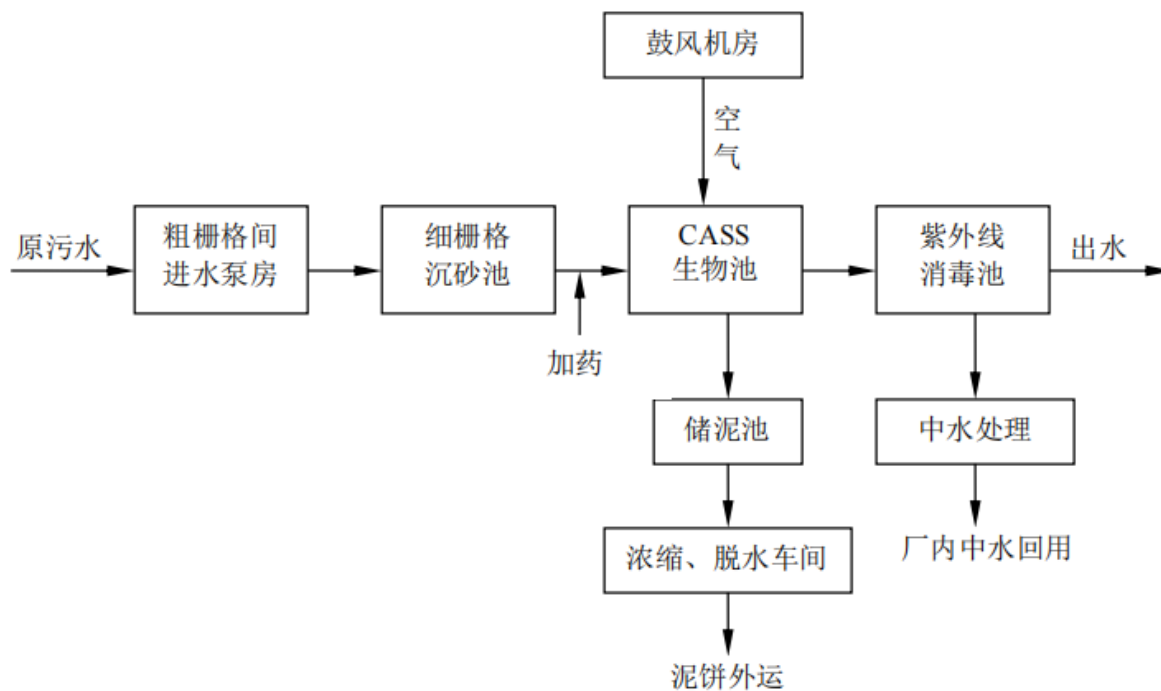 鼓风机房
空
气
原污水
粗栅格间
进水泵房
细栅格
沉砂池
加药
CASS
生物池
紫外线
消毒池
出水
储泥池
中水处理
浓缩、脱水车间
厂内中水回用
泥饼外运